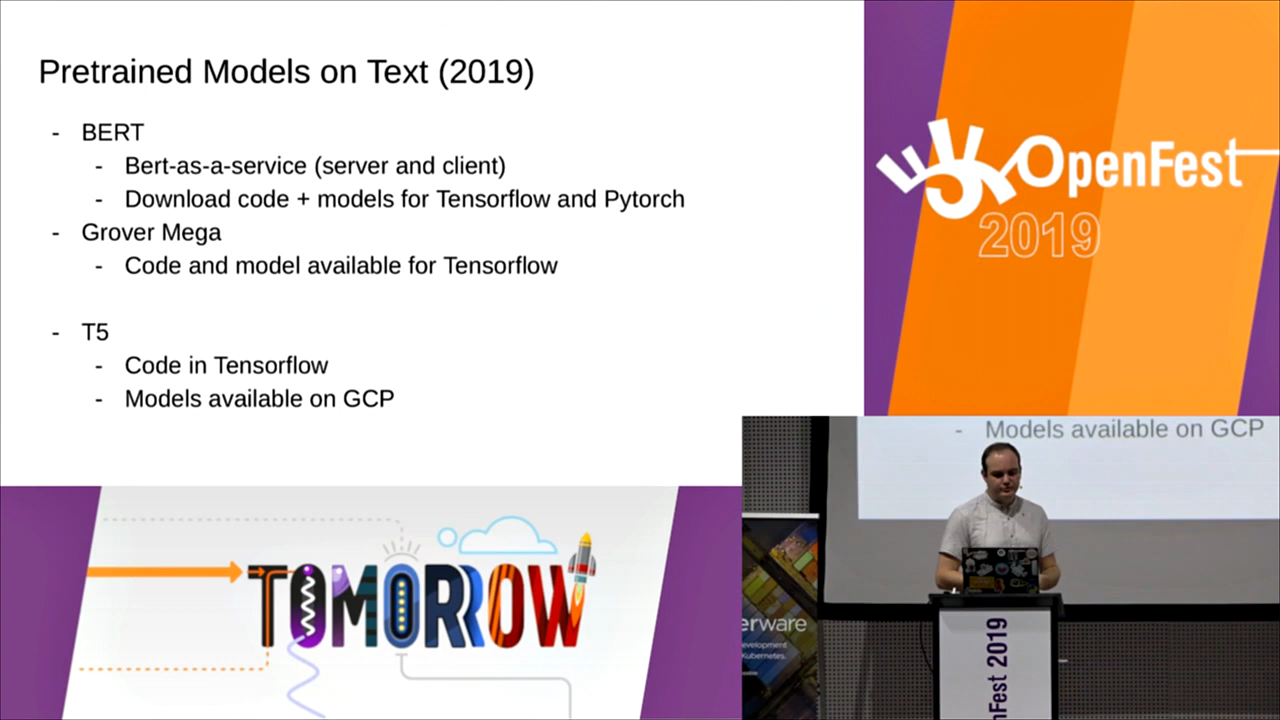 Pretrained Models on Text (2019)
- BERT
- Bert-as-a-service (server and client)
- Download code + models for Tensorflow and Pytorch
- Grover Mega
- Code and model available for Tensorflow
- T5
- Code in Tensorflow
- Models available on GCP
OpenFest
2019
TOMORROW
- Models available on GCP
erware
Kubernetes.
nFest 2019